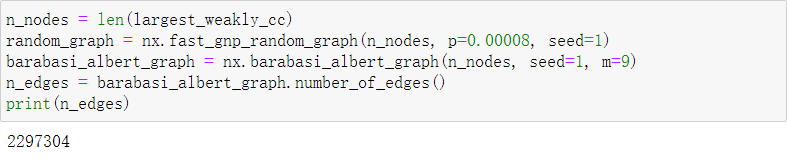 n_nodes = len(largest_weakly_cc)
random_graph = nx.fast_gnp_random_graph(n_nodes, p=0.00008, seed=1)
barabasi_albert_graph = nx.barabasi_albert_graph(n_nodes, seed=1, m=9)
n_edges = barabasi_albert_graph.number_of_edges()
print(n_edges)
2297304